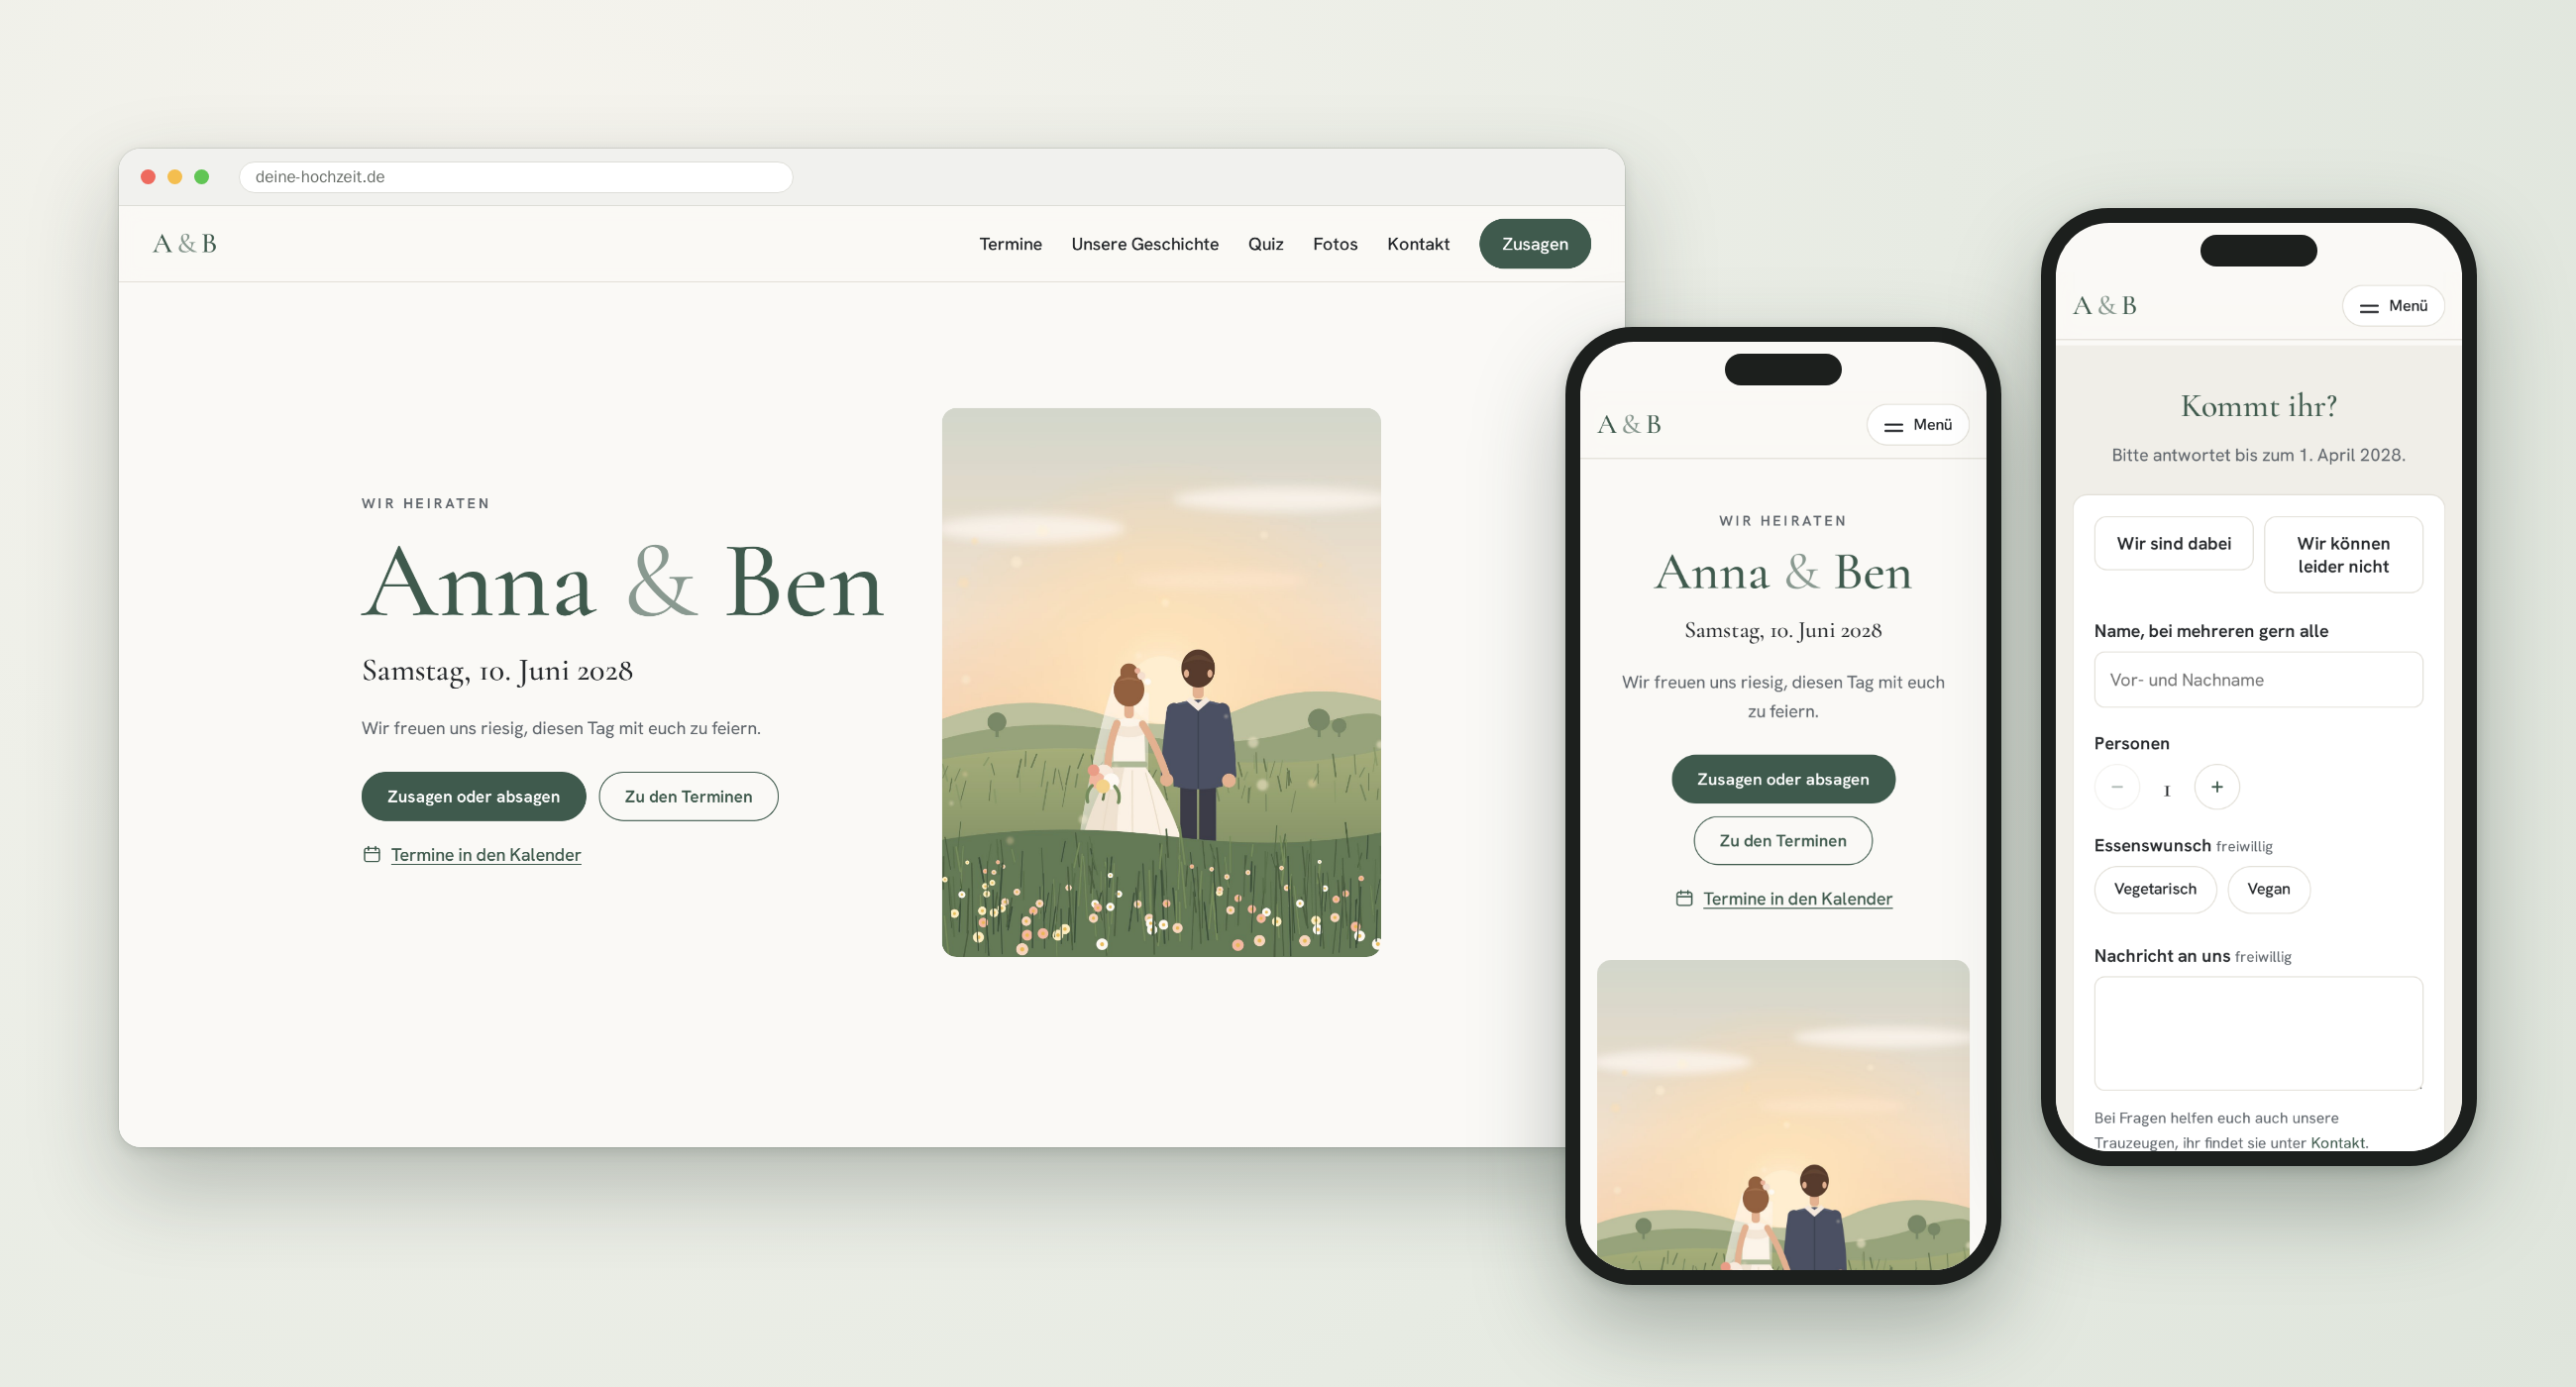 deine-hochzeit.de
A & B
Termine Unsere Geschichte Quiz Fotos Kontakt Zusagen
WIR HEIRATEN
Anna & Ben
Samstag, 10. Juni 2028
Wir freuen uns riesig, diesen Tag mit euch zu feiern.
Zusagen oder absagen Zu den Terminen
Termine in den Kalender
A & B Menü
WIR HEIRATEN
Anna & Ben
Samstag, 10. Juni 2028
Wir freuen uns riesig, diesen Tag mit euch
zu feiern.
Zusagen oder absagen
Zu den Terminen
Termine in den Kalender
A & B Menü
Kommt ihr?
Bitte antwortet bis zum 1. April 2028.
Wir sind dabei
Wir können
leider nicht
Name, bei mehreren gern alle
Vor- und Nachname
Personen
− 1 +
Essenswunsch freiwillig
Vegetarisch Vegan
Nachricht an uns freiwillig
Bei Fragen helfen euch auch unsere
Trauzeugen, ihr findet sie unter Kontakt.